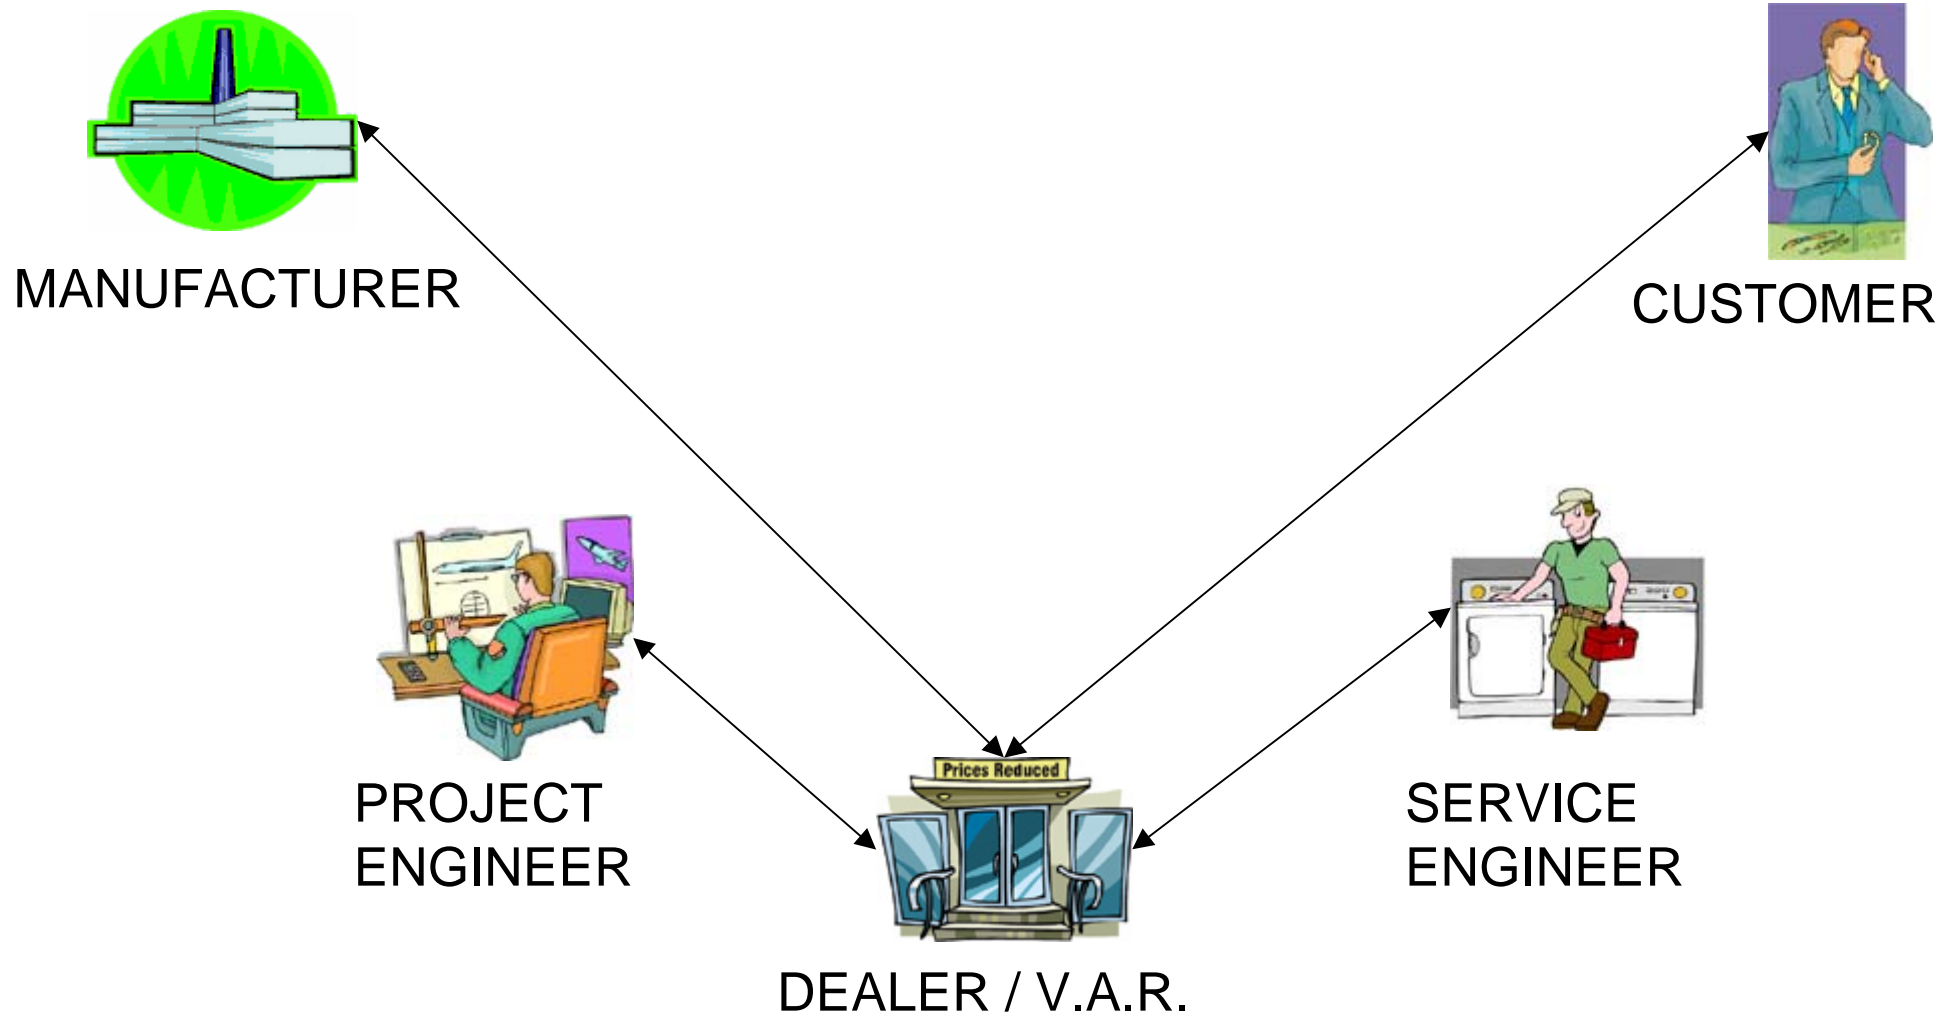 MANUFACTURER
CUSTOMER
PROJECT
ENGINEER
SERVICE
ENGINEER
Prices Reduced
DEALER / V.A.R.